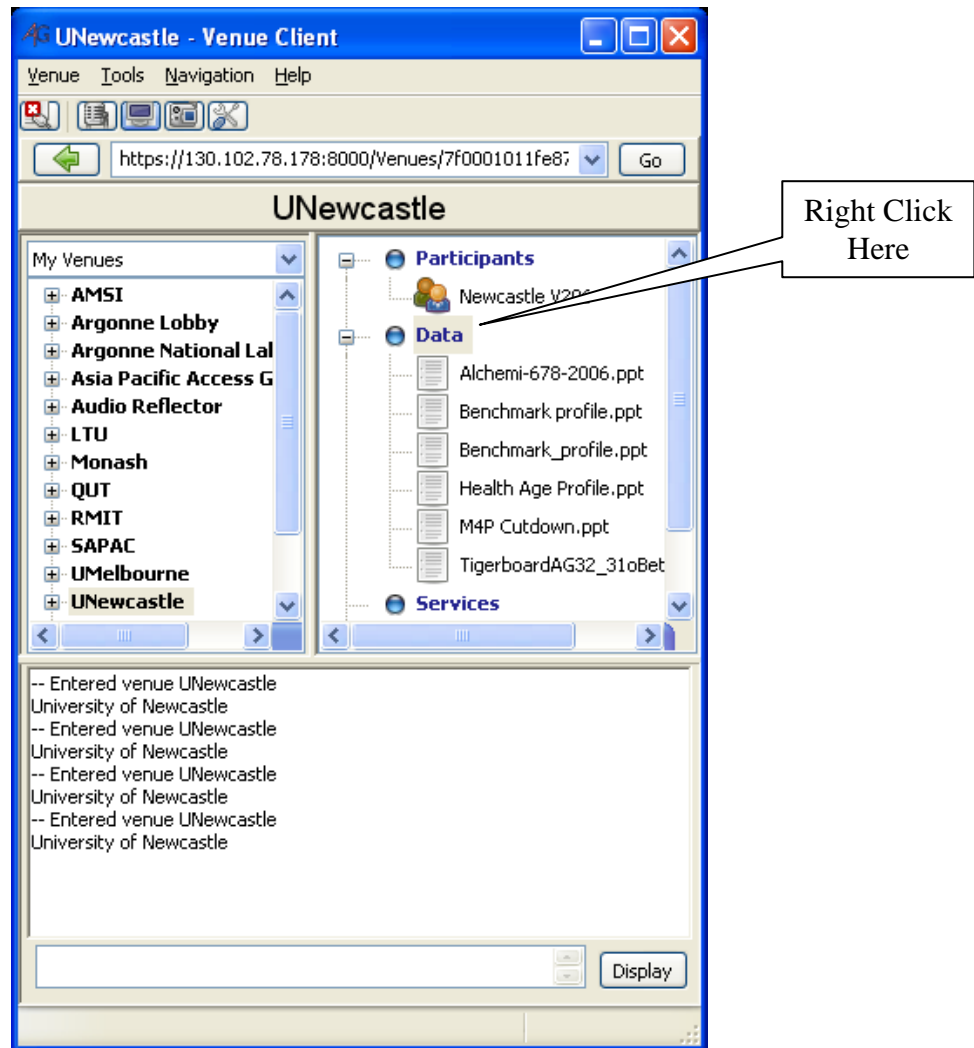 UNewcastle - Venue Client
Venue Tools Navigation Help
https://130.102.78.178:8000/Venues/7f0001011fe87
Go
UNewcastle
Right Click
Here
My Venues
AMSI
Argonne Lobby
Argonne National Lal
Asia Pacific Access G
Audio Reflector
LTU
Monash
QUT
RMIT
SAPAC
UMelbourne
UNewcastle
Participants
Newcastle
Data
Alchemi-678-2006.ppt
Benchmark profile.ppt
Benchmark_profile.ppt
Health Age Profile.ppt
M4P Cutdown.ppt
TigerboardAG32_31oBet
Services
-- Entered venue UNewcastle
University of Newcastle
-- Entered venue UNewcastle
University of Newcastle
-- Entered venue UNewcastle
University of Newcastle
-- Entered venue UNewcastle
University of Newcastle
Display